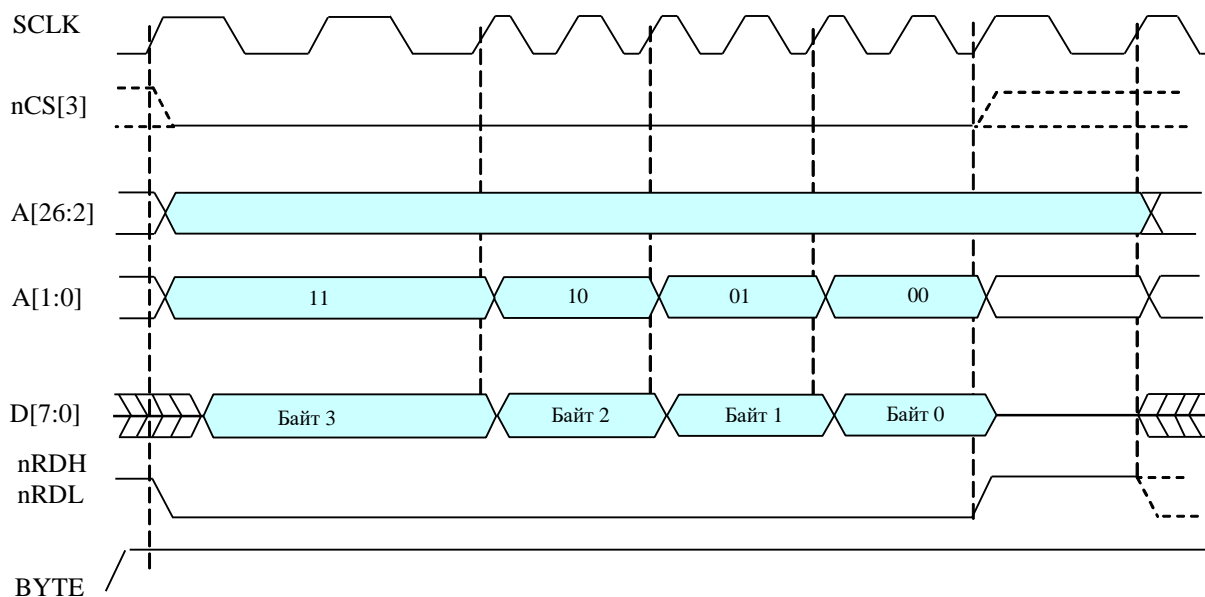 SCLK
nCS[3]
A[26:2]
A[1:0] 11 10 01 00
D[7:0] Байт 3 Байт 2 Байт 1 Байт 0
nRDH
nRDL
BYTE